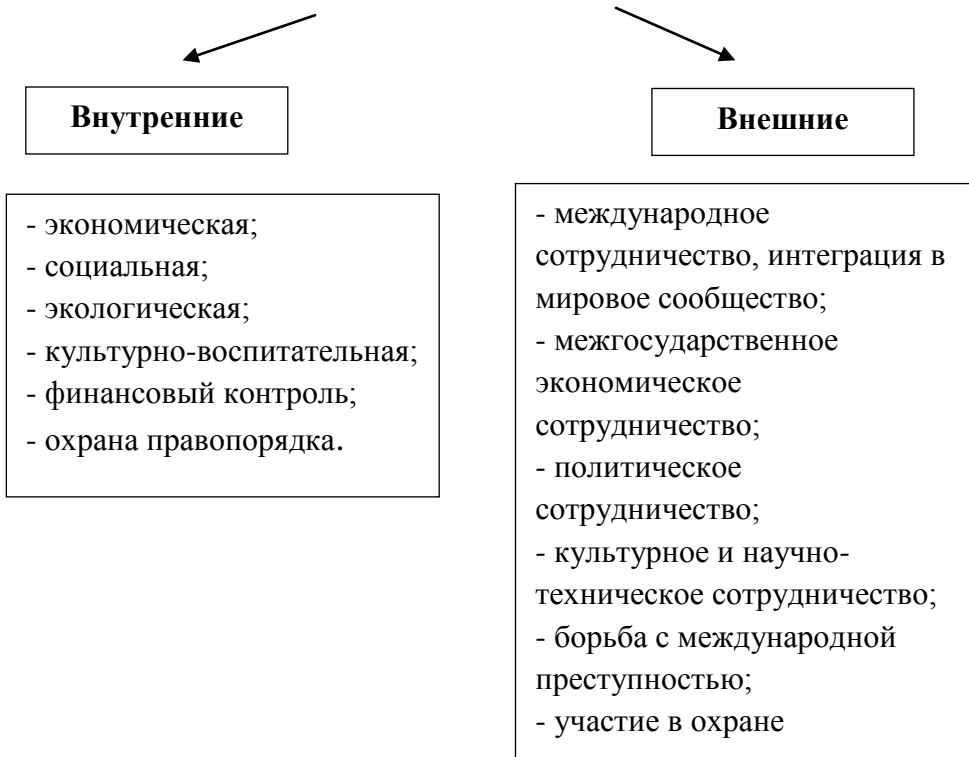 Внутренние
Внешние
- экономическая;
- социальная;
- экологическая;
- культурно-воспитательная;
- финансовый контроль;
- охрана правопорядка.
- международное
сотрудничество, интеграция в
мировое сообщество;
- межгосударственное
экономическое
сотрудничество;
- политическое
сотрудничество;
- культурное и научно-
техническое сотрудничество;
- борьба с международной
преступностью;
- участие в охране